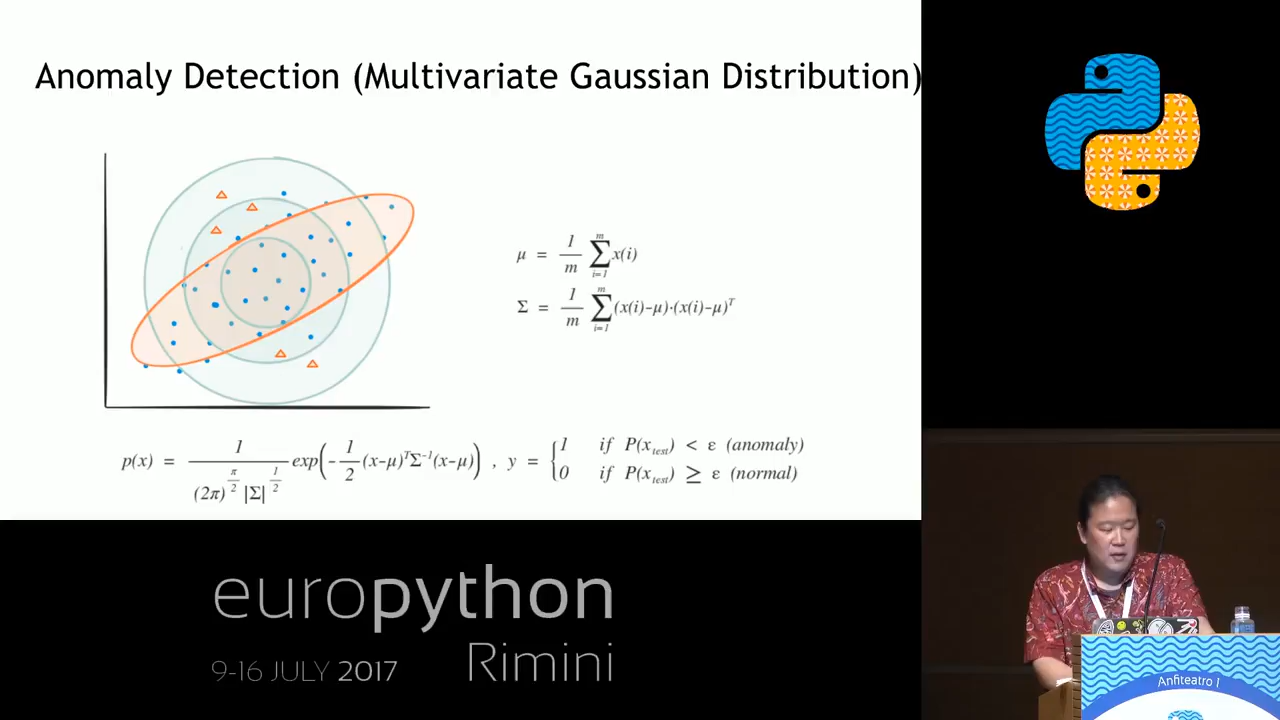 Anomaly Detection (Multivariate Gaussian Distribution)
μ = 1/m ∑_{i=1}^{m} x(i)
Σ = 1/m ∑_{i=1}^{m} (x(i)−μ)·(x(i)−μ)^T
p(x) = 1 / ((2π)^{π/2} |Σ|^{1/2}) exp(−1/2 (x−μ)^T Σ^{-1} (x−μ)) , y = { 1 if P(x_test) < ε (anomaly)
0 if P(x_test) ≥ ε (normal)
europython
9-16 JULY 2017 Rimini
Anfiteatro 1